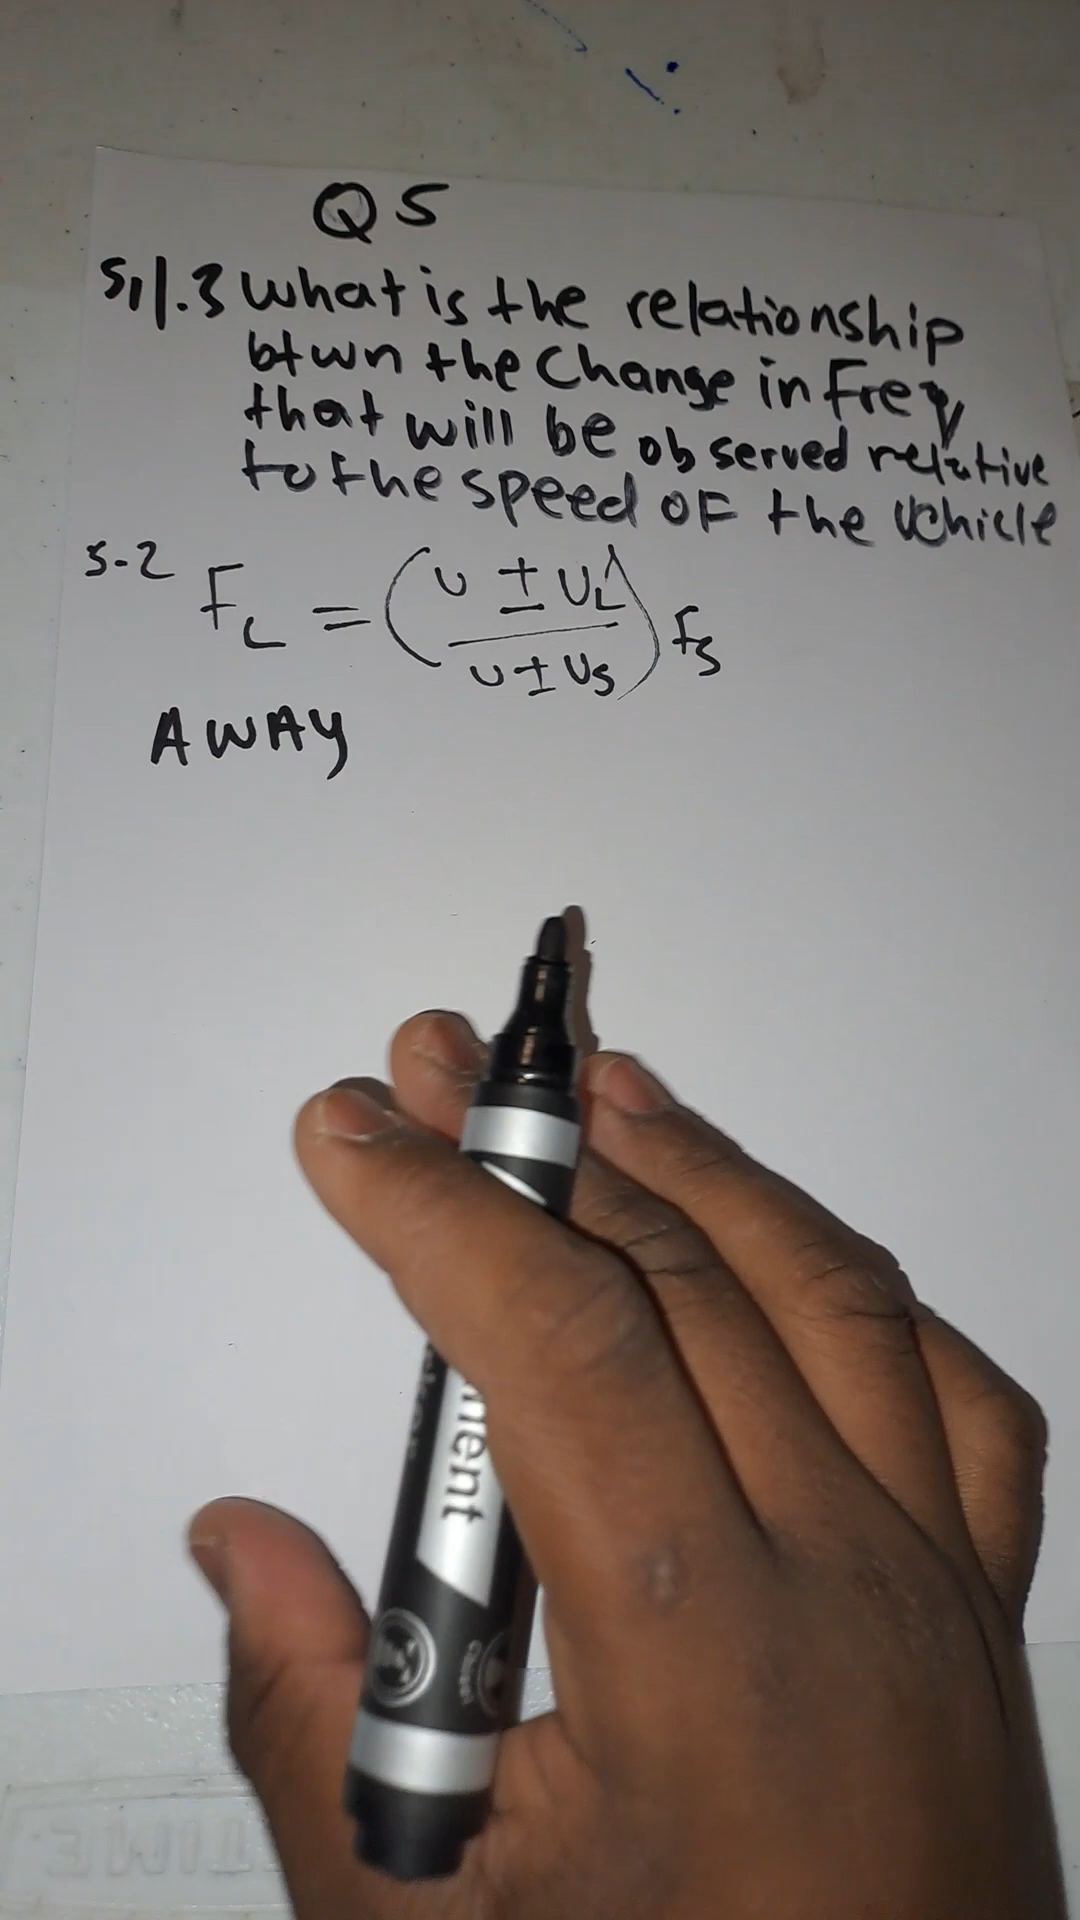 Q5
5.1.3 what is the relationship
btwn the Change in Freq
that will be observed relative
to the speed OF the Vehicle
5.2 FL = (v ± VL / v ± VS) FS
AWAY
nent